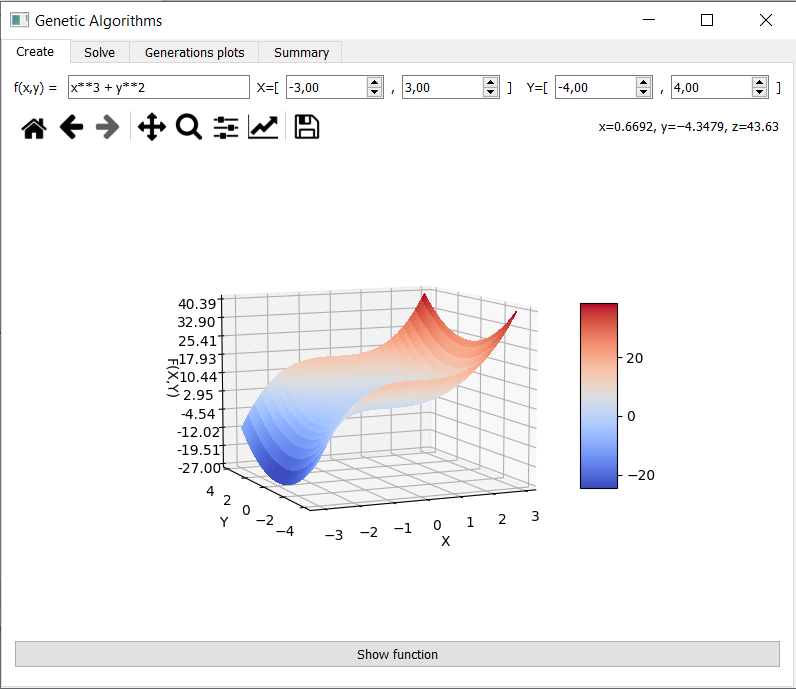 Genetic Algorithms
Create Solve Generations plots Summary
f(x,y) = x**3 + y**2 X=[ -3,00 , 3,00 ] Y=[ -4,00 , 4,00 ]
x=0.6692, y=−4.3479, z=43.63
40.39
32.90
25.41
17.93
10.44
2.95
-4.54
-12.02
-19.51
-27.00
F(X,Y)
4 2 0 −2 −4
Y
−3 −2 −1 0 1 2 3
X
20
0
−20
Show function